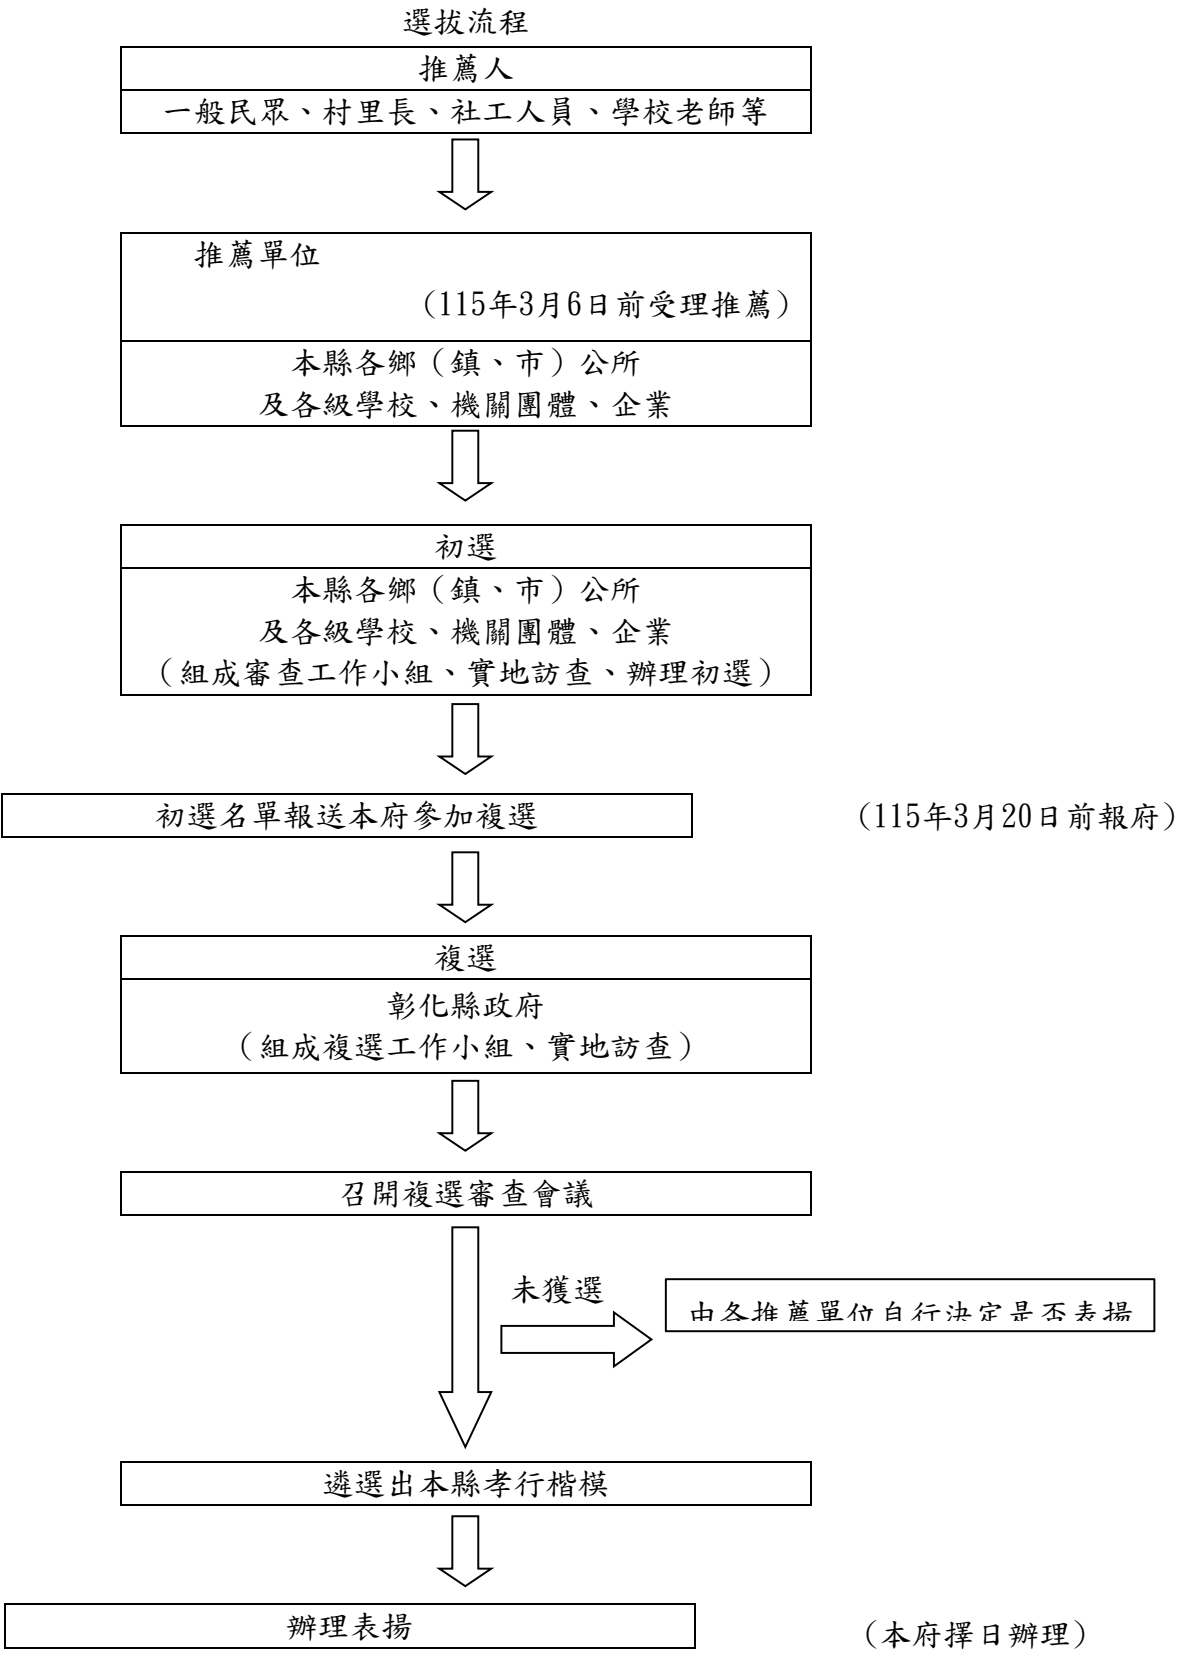 選拔流程
推薦人
一般民眾、村里長、社工人員、學校老師等
推薦單位
(115年3月6日前受理推薦)
本縣各鄉（鎮、市）公所
及各級學校、機關團體、企業
初選
本縣各鄉（鎮、市）公所
及各級學校、機關團體、企業
（組成審查工作小組、實地訪查、辦理初選）
初選名單報送本府參加複選
(115年3月20日前報府)
複選
彰化縣政府
（組成複選工作小組、實地訪查）
召開複選審查會議
未獲選
由各推薦單位自行決定是否表揚
遴選出本縣孝行楷模
辦理表揚
(本府擇日辦理)